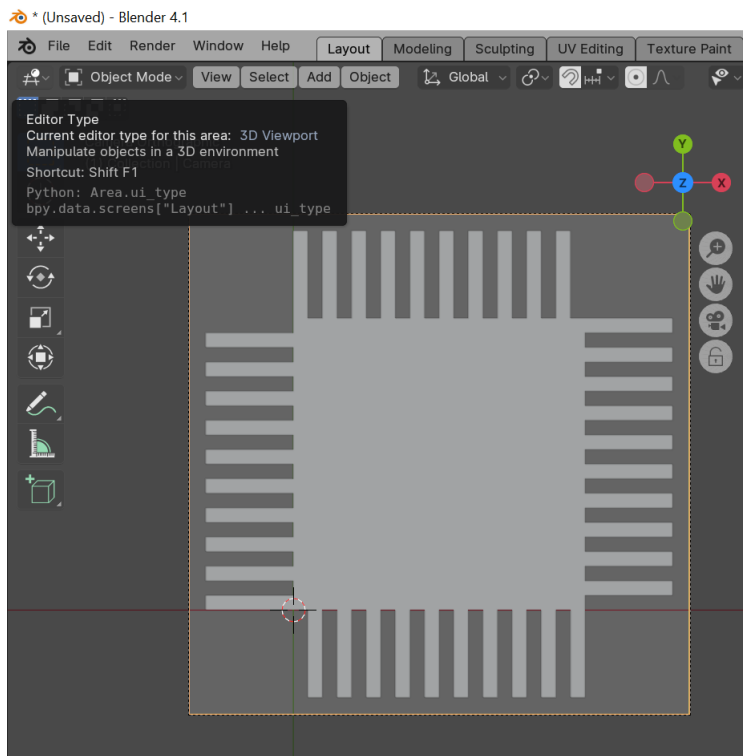 * (Unsaved) - Blender 4.1
File Edit Render Window Help Layout Modeling Sculpting UV Editing Texture Paint
Object Mode View Select Add Object Global
Editor Type
Current editor type for this area: 3D Viewport
Manipulate objects in a 3D environment
Shortcut: Shift F1
Python: Area.ui_type
bpy.data.screens["Layout"] ... ui_type
Y
Z X